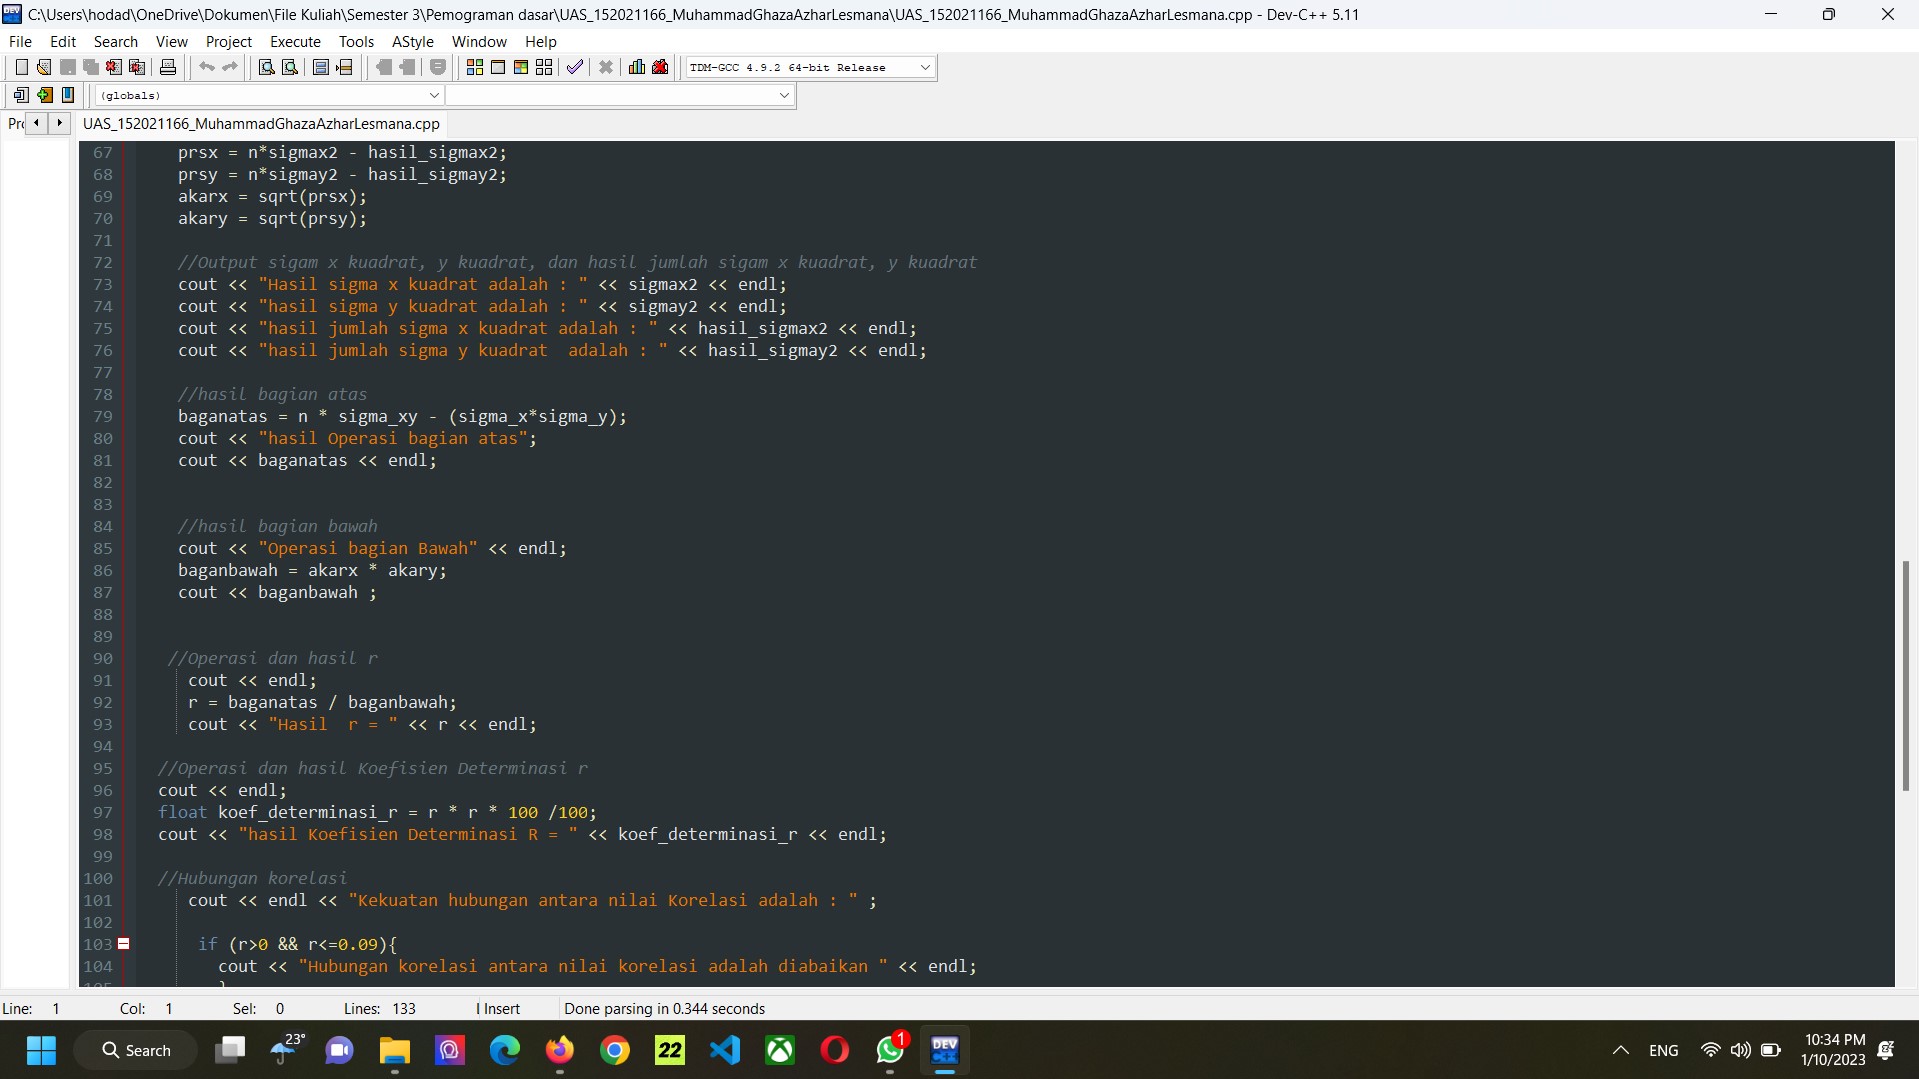 C:\Users\hodad\OneDrive\Dokumen\File Kuliah\Semester 3\Pemograman dasar\UAS_152021166_MuhammadGhazaAzharLesmana\UAS_152021166_MuhammadGhazaAzharLesmana.cpp - Dev-C++ 5.11
File Edit Search View Project Execute Tools AStyle Window Help
TDM-GCC 4.9.2 64-bit Release
(globals)
Pr UAS_152021166_MuhammadGhazaAzharLesmana.cpp
67 prsx = n*sigmax2 - hasil_sigmax2;
68 prsy = n*sigmay2 - hasil_sigmay2;
69 akarx = sqrt(prsx);
70 akary = sqrt(prsy);
71
72 //Output sigam x kuadrat, y kuadrat, dan hasil jumlah sigam x kuadrat, y kuadrat
73 cout << "Hasil sigma x kuadrat adalah : " << sigmax2 << endl;
74 cout << "hasil sigma y kuadrat adalah : " << sigmay2 << endl;
75 cout << "hasil jumlah sigma x kuadrat adalah : " << hasil_sigmax2 << endl;
76 cout << "hasil jumlah sigma y kuadrat  adalah : " << hasil_sigmay2 << endl;
77
78 //hasil bagian atas
79 baganatas = n * sigma_xy - (sigma_x*sigma_y);
80 cout << "hasil Operasi bagian atas";
81 cout << baganatas << endl;
82
83
84 //hasil bagian bawah
85 cout << "Operasi bagian Bawah" << endl;
86 baganbawah = akarx * akary;
87 cout << baganbawah ;
88
89
90 //Operasi dan hasil r
91 cout << endl;
92 r = baganatas / baganbawah;
93 cout << "Hasil  r = " << r << endl;
94
95 //Operasi dan hasil Koefisien Determinasi r
96 cout << endl;
97 float koef_determinasi_r = r * r * 100 /100;
98 cout << "hasil Koefisien Determinasi R = " << koef_determinasi_r << endl;
99
100 //Hubungan korelasi
101 cout << endl << "Kekuatan hubungan antara nilai Korelasi adalah : " ;
102
103 if (r>0 && r<=0.09){
104 cout << "Hubungan korelasi antara nilai korelasi adalah diabaikan " << endl;
105 }
Line: 1 Col: 1 Sel: 0 Lines: 133 Insert Done parsing in 0.344 seconds
Search 23° 22 1 DEV C++ ENG 10:34 PM
1/10/2023